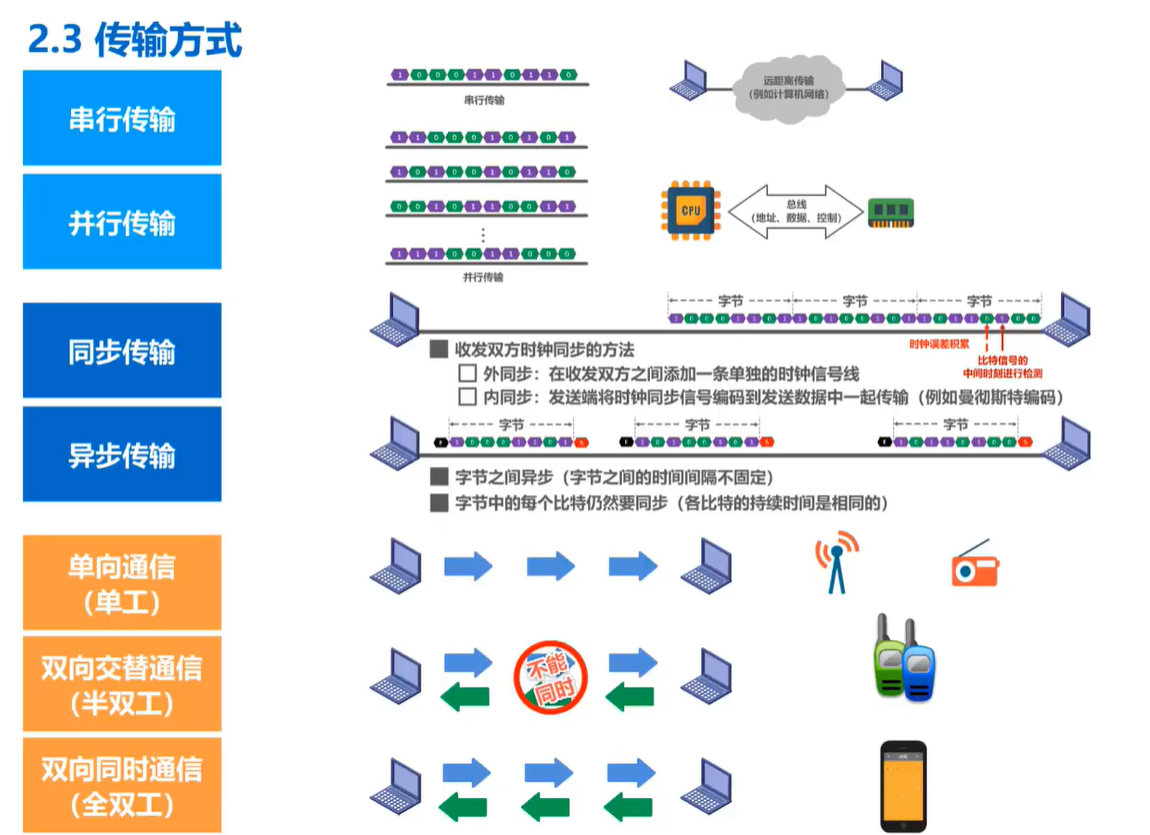 2.3 传输方式
串行传输
1 0 0 0 1 1 0 1 1 0
串行传输
远距离传输
（例如计算机网络）
并行传输
1 1 0 0 0 1 0 1 0 1
1 0 1 0 0 1 0 1 1 0
0 0 1 0 1 1 0 0 1 1
⋮
1 1 1 0 0 1 1 0 0 0
并行传输
CPU
总线
（地址、数据、控制）
同步传输
字节 字节 字节
时钟误差积累
比特信号的
中间时刻进行检测
收发双方时钟同步的方法
外同步：在收发双方之间添加一条单独的时钟信号线
内同步：发送端将时钟同步信号编码到发送数据中一起传输（例如曼彻斯特编码）
异步传输
字节 字节 字节
字节之间异步（字节之间的时间间隔不固定）
字节中的每个比特仍然要同步（各比特的持续时间是相同的）
单向通信
（单工）
双向交替通信
（半双工）
不能
同时
双向同时通信
（全双工）